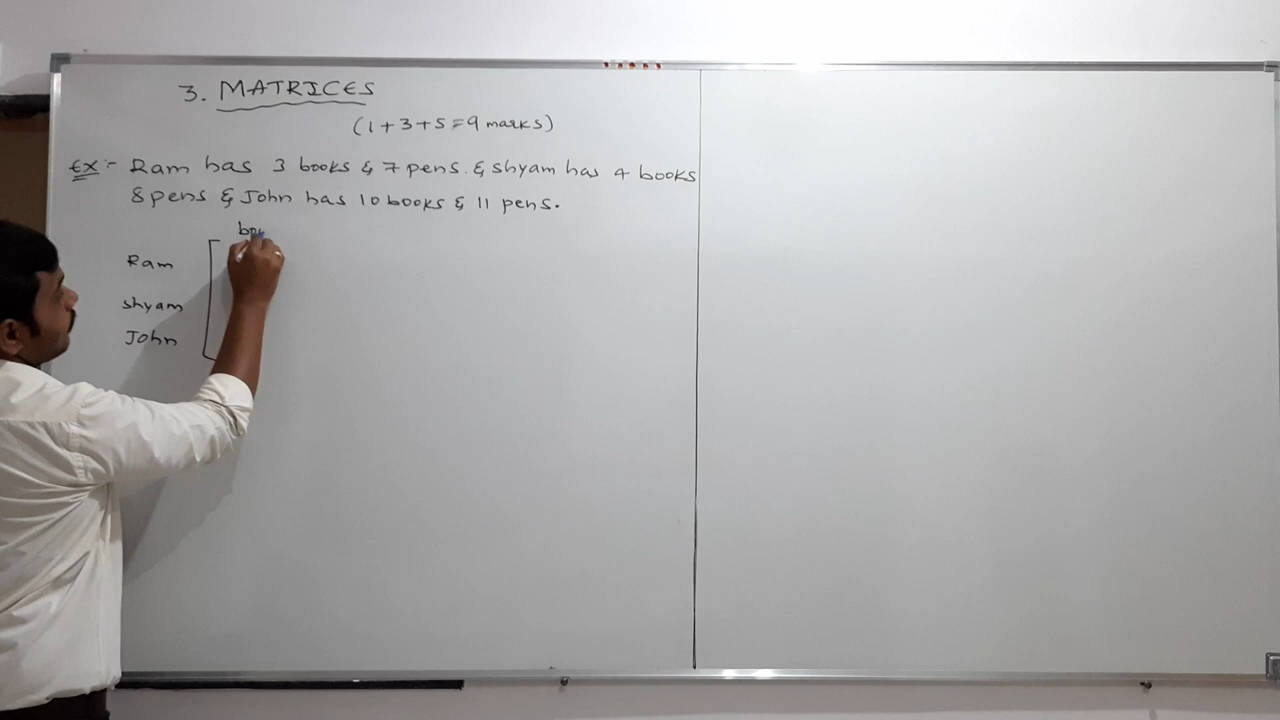 3. MATRICES
(1+3+5=9 marks)
Ex:- Ram has 3 books & 7 pens. & shyam has 4 books
8 pens & John has 10 books & 11 pens.
Ram
shyam
John